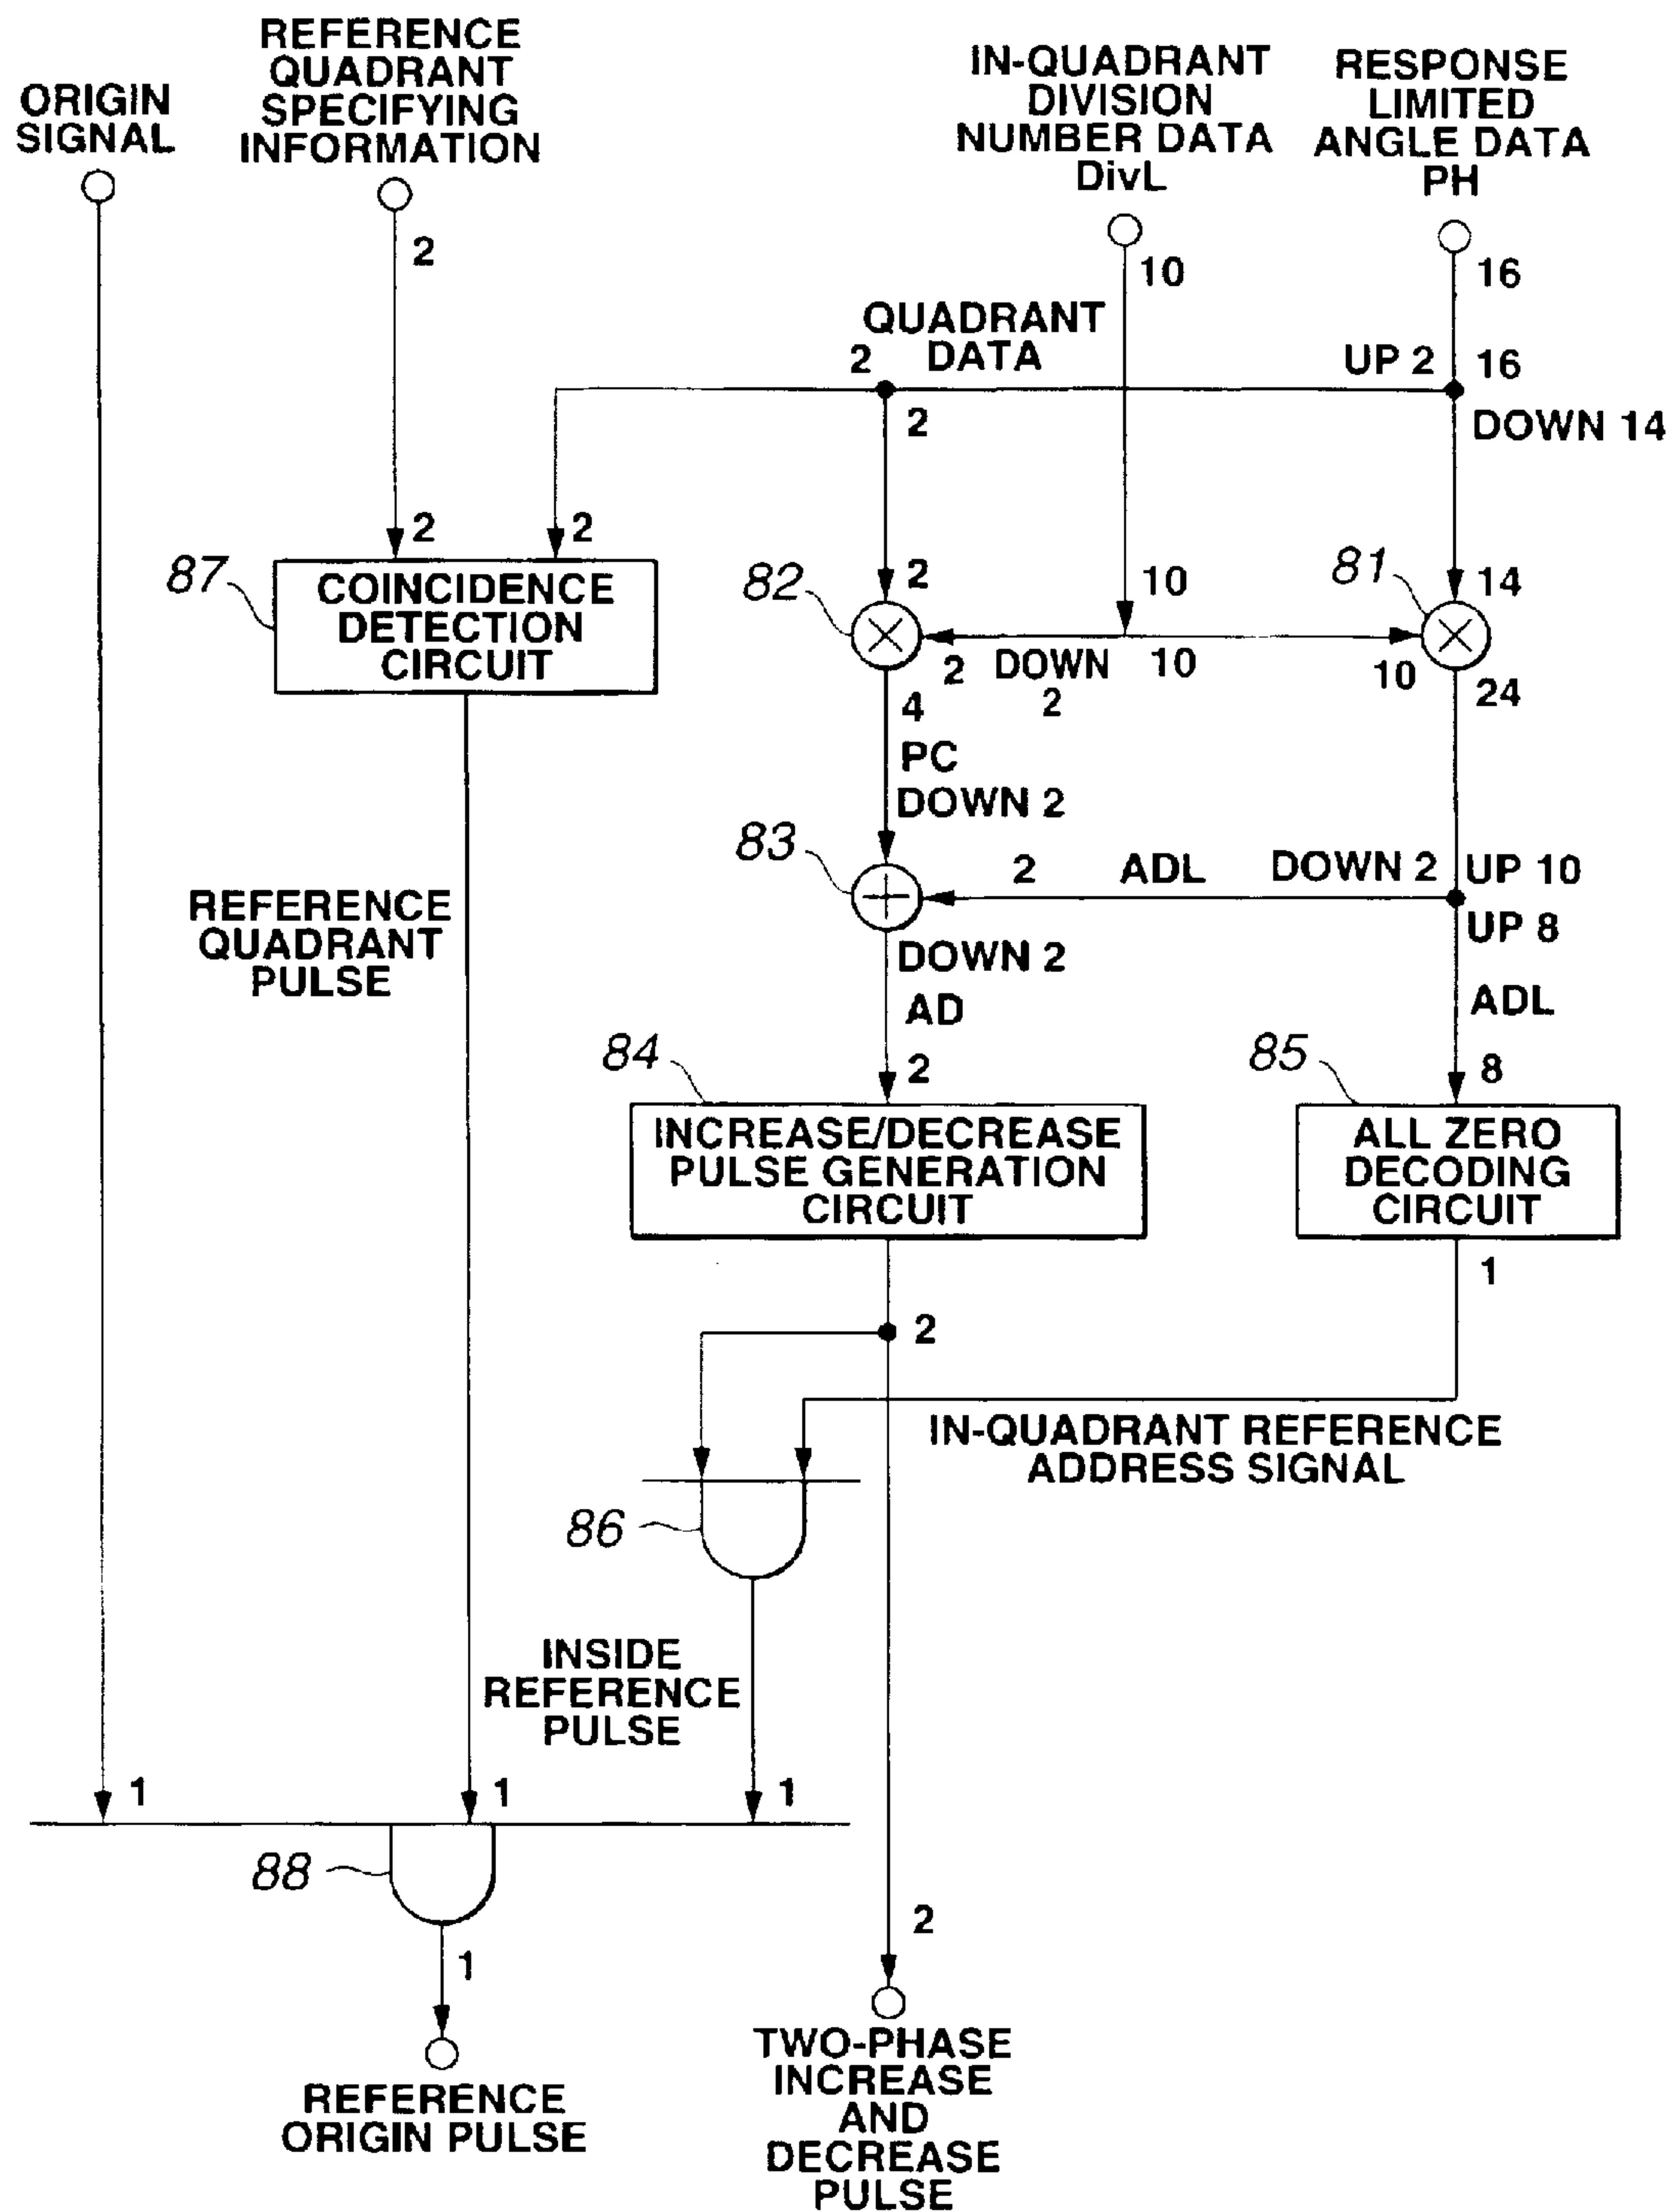 REFERENCE
QUADRANT
SPECIFYING
INFORMATION
ORIGIN
SIGNAL
IN-QUADRANT
DIVISION
NUMBER DATA
DivL
RESPONSE
LIMITED
ANGLE DATA
PH
2
10
16
QUADRANT
DATA
2
UP 2
16
2
DOWN 14
2
2
2
10
14
87
COINCIDENCE
DETECTION
CIRCUIT
82
81
2
DOWN
2
10
10
4
24
PC
DOWN 2
83
2
ADL
DOWN 2
UP 10
UP 8
REFERENCE
QUADRANT
PULSE
DOWN 2
AD
ADL
84
2
85
8
INCREASE/DECREASE
PULSE GENERATION
CIRCUIT
ALL ZERO
DECODING
CIRCUIT
1
2
IN-QUADRANT REFERENCE
ADDRESS SIGNAL
86
INSIDE
REFERENCE
PULSE
1
1
1
88
2
1
REFERENCE
ORIGIN PULSE
TWO-PHASE
INCREASE
AND
DECREASE
PULSE